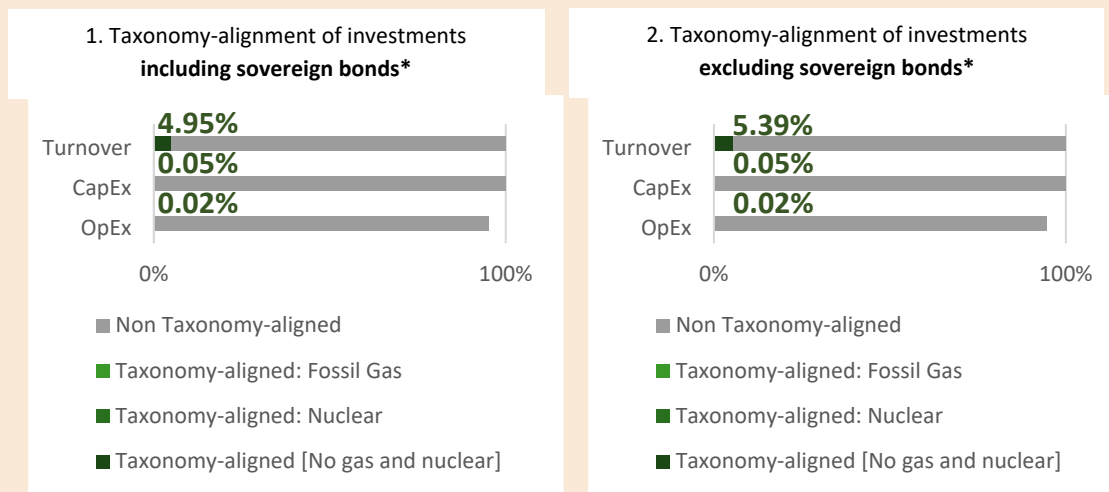 1. Taxonomy-alignment of investments
including sovereign bonds*
4.95%
Turnover
0.05%
CapEx
0.02%
OpEx
0%
100%
Non Taxonomy-aligned
Taxonomy-aligned: Fossil Gas
Taxonomy-aligned: Nuclear
Taxonomy-aligned [No gas and nuclear]
2. Taxonomy-alignment of investments
excluding sovereign bonds*
5.39%
Turnover
0.05%
CapEx
0.02%
OpEx
0%
100%
Non Taxonomy-aligned
Taxonomy-aligned: Fossil Gas
Taxonomy-aligned: Nuclear
Taxonomy-aligned [No gas and nuclear]